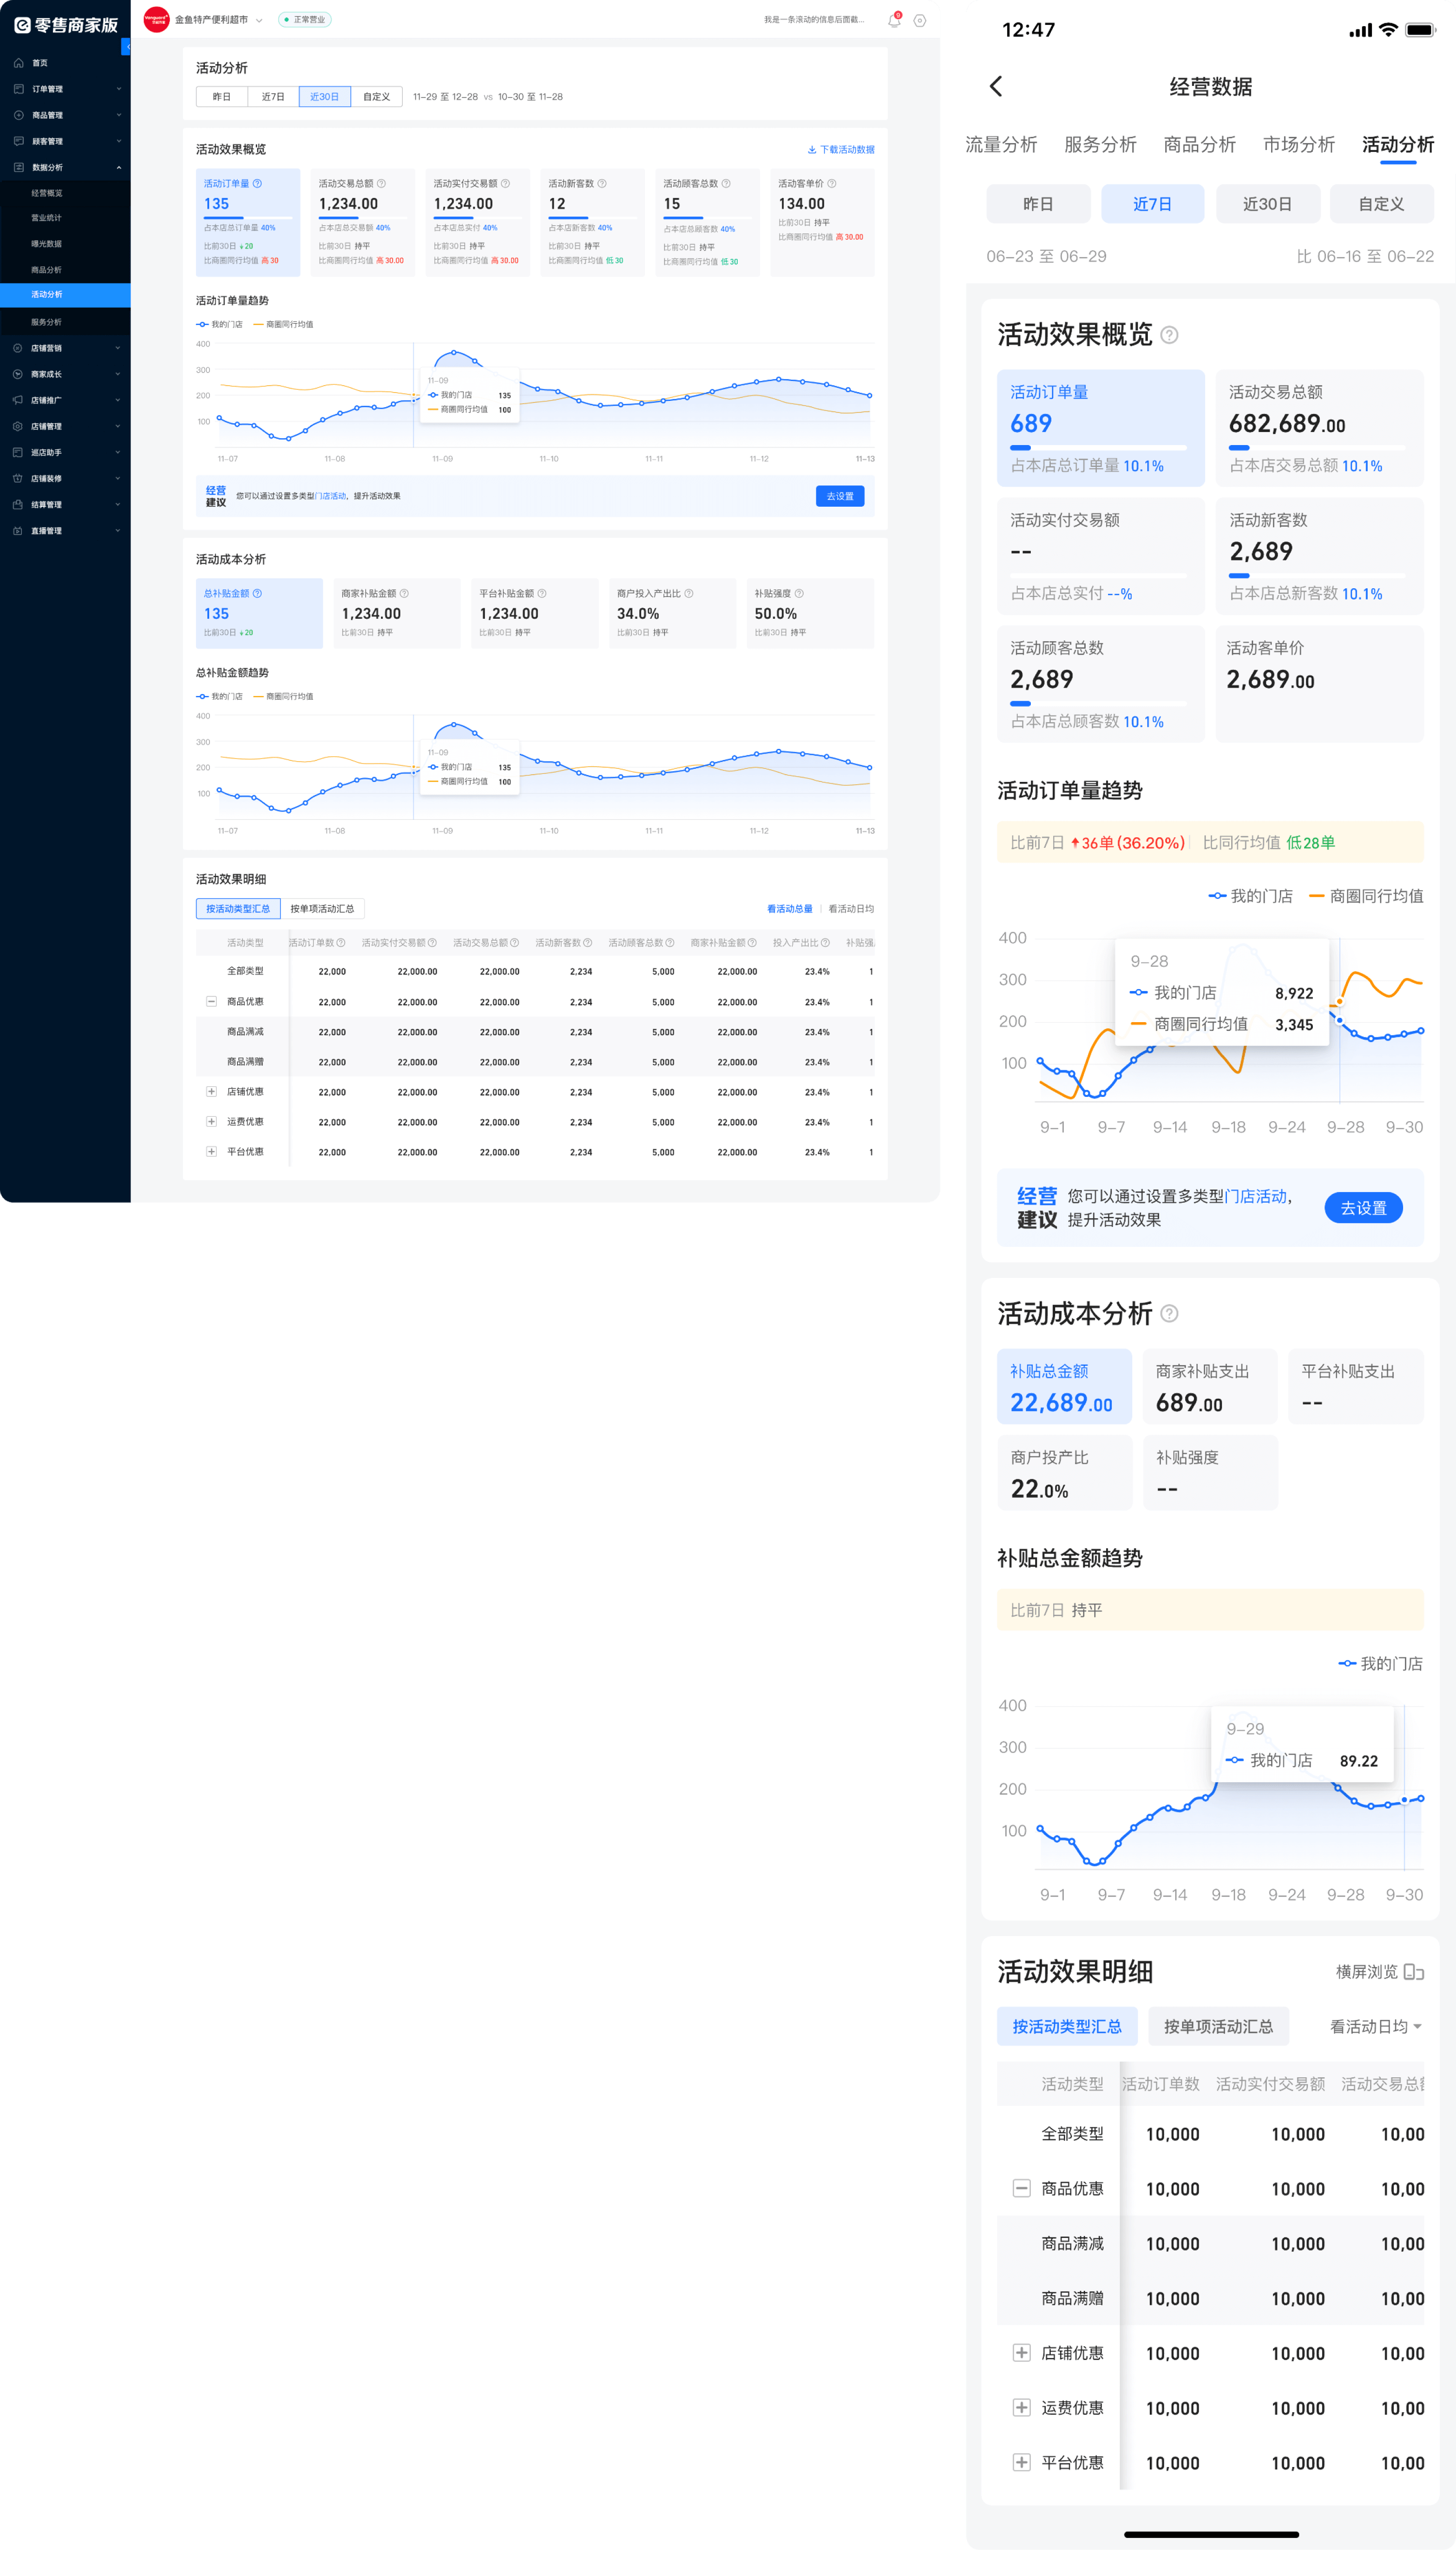 零售商家版
首页
订单管理
商品管理
顾客管理
数据分析
经营概览
营业统计
曝光数据
商品分析
活动分析
服务分析
店铺营销
商家成长
店铺推广
店铺管理
巡店助手
店铺装修
结算管理
直播管理
Vanguard
金鱼特产便利超市
正常营业
我是一条滚动的信息后面截...
活动分析
昨日 近7日 近30日 自定义 11-29 至 12-28 vs 10-30 至 11-28
活动效果概览 下载活动数据
活动订单量 活动交易总额 活动实付交易额 活动新客数 活动顾客总数 活动客单价
135 1,234.00 1,234.00 12 15 134.00
占本店总订单量 40% 占本店总交易额 40% 占本店总实付 40% 占本店新客数 40% 占本店总顾客数 40%
比前30日 20 比前30日 持平 比前30日 持平 比前30日 持平 比前30日 持平 比前30日 持平
比商圈同行均值 高 30 比商圈同行均值 高 30.00 比商圈同行均值 高 30.00 比商圈同行均值 低 30 比商圈同行均值 低 30 比商圈同行均值 高 30.00
活动订单量趋势
我的门店 商圈同行均值
400
300
200
100
11-09
我的门店 135
商圈同行均值 100
11-07 11-08 11-09 11-10 11-11 11-12 11-13
经营
建议
您可以通过设置多类型门店活动，提升活动效果
去设置
活动成本分析
总补贴金额 商家补贴金额 平台补贴金额 商户投入产出比 补贴强度
135 1,234.00 1,234.00 34.0% 50.0%
比前30日 20 比前30日 持平 比前30日 持平 比前30日 持平 比前30日 持平
总补贴金额趋势
我的门店 商圈同行均值
400
300
200
100
11-09
我的门店 135
商圈同行均值 100
11-07 11-08 11-09 11-10 11-11 11-12 11-13
活动效果明细
按活动类型汇总 按单项活动汇总 看活动总量 看活动日均
活动类型 活动订单数 活动实付交易额 活动交易总额 活动新客数 活动顾客总数 商家补贴金额 投入产出比 补贴强
全部类型 22,000 22,000.00 22,000.00 2,234 5,000 22,000.00 23.4% 1
商品优惠 22,000 22,000.00 22,000.00 2,234 5,000 22,000.00 23.4% 1
商品满减 22,000 22,000.00 22,000.00 2,234 5,000 22,000.00 23.4% 1
商品满赠 22,000 22,000.00 22,000.00 2,234 5,000 22,000.00 23.4% 1
店铺优惠 22,000 22,000.00 22,000.00 2,234 5,000 22,000.00 23.4% 1
运费优惠 22,000 22,000.00 22,000.00 2,234 5,000 22,000.00 23.4% 1
平台优惠 22,000 22,000.00 22,000.00 2,234 5,000 22,000.00 23.4% 1
12:47
经营数据
流量分析 服务分析 商品分析 市场分析 活动分析
昨日 近7日 近30日 自定义
06-23 至 06-29 比 06-16 至 06-22
活动效果概览
活动订单量 活动交易总额
689 682,689.00
占本店总订单量 10.1% 占本店交易总额 10.1%
活动实付交易额 活动新客数
-- 2,689
占本店总实付 --% 占本店总新客数 10.1%
活动顾客总数 活动客单价
2,689 2,689.00
占本店总顾客数 10.1%
活动订单量趋势
比前7日 36单 (36.20%) 比同行均值 低28单
我的门店 商圈同行均值
400
300
200
100
9-28
我的门店 8,922
商圈同行均值 3,345
9-1 9-7 9-14 9-18 9-24 9-28 9-30
经营
建议
您可以通过设置多类型门店活动，
提升活动效果
去设置
活动成本分析
补贴总金额 商家补贴支出 平台补贴支出
22,689.00 689.00 --
商户投产比 补贴强度
22.0% --
补贴总金额趋势
比前7日 持平
我的门店
400
300
200
100
9-29
我的门店 89.22
9-1 9-7 9-14 9-18 9-24 9-28 9-30
活动效果明细 横屏浏览
按活动类型汇总 按单项活动汇总 看活动日均
活动类型 活动订单数 活动实付交易额 活动交易总
全部类型 10,000 10,000 10,00
商品优惠 10,000 10,000 10,00
商品满减 10,000 10,000 10,00
商品满赠 10,000 10,000 10,00
店铺优惠 10,000 10,000 10,00
运费优惠 10,000 10,000 10,00
平台优惠 10,000 10,000 10,00